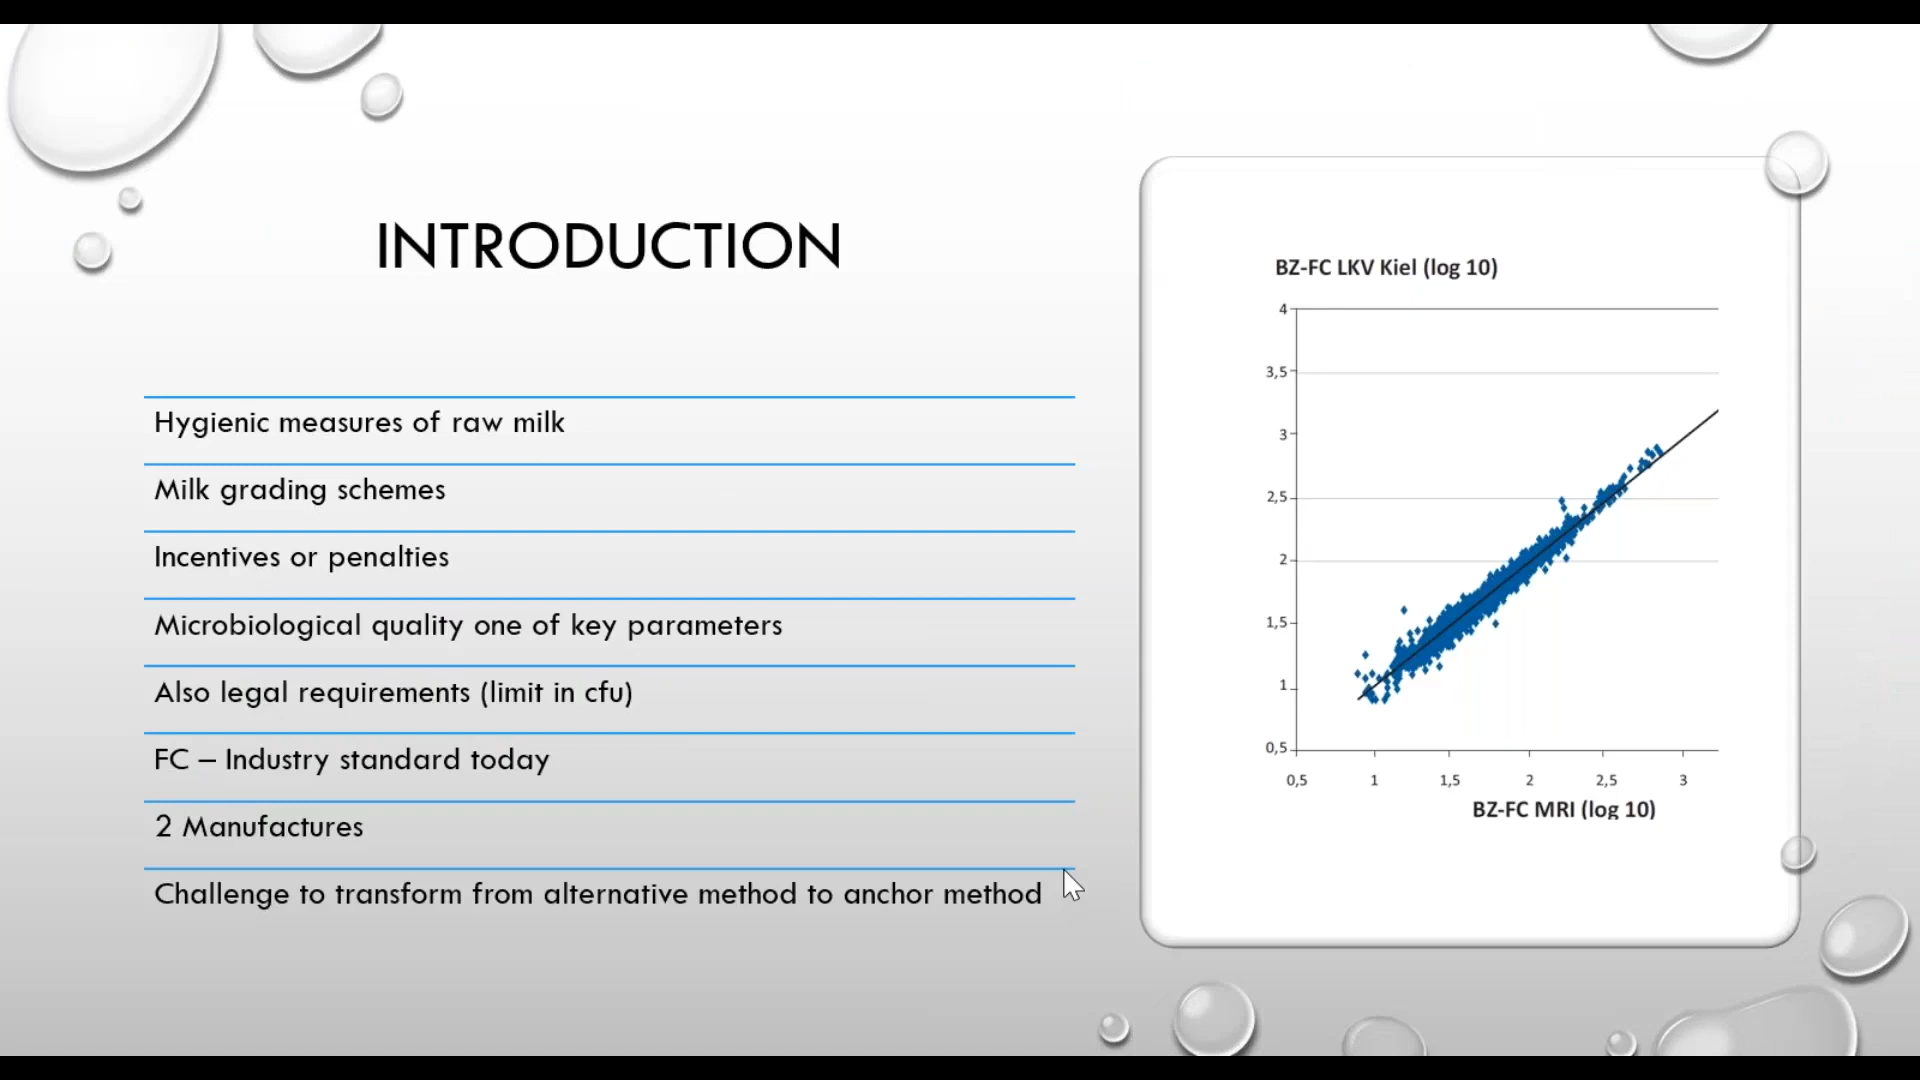 INTRODUCTION
Hygienic measures of raw milk
Milk grading schemes
Incentives or penalties
Microbiological quality one of key parameters
Also legal requirements (limit in cfu)
FC – Industry standard today
2 Manufactures
Challenge to transform from alternative method to anchor method
BZ-FC LKV Kiel (log 10)
4
3,5
3
2,5
2
1,5
1
0,5
0,5 1 1,5 2 2,5 3
BZ-FC MRI (log 10)